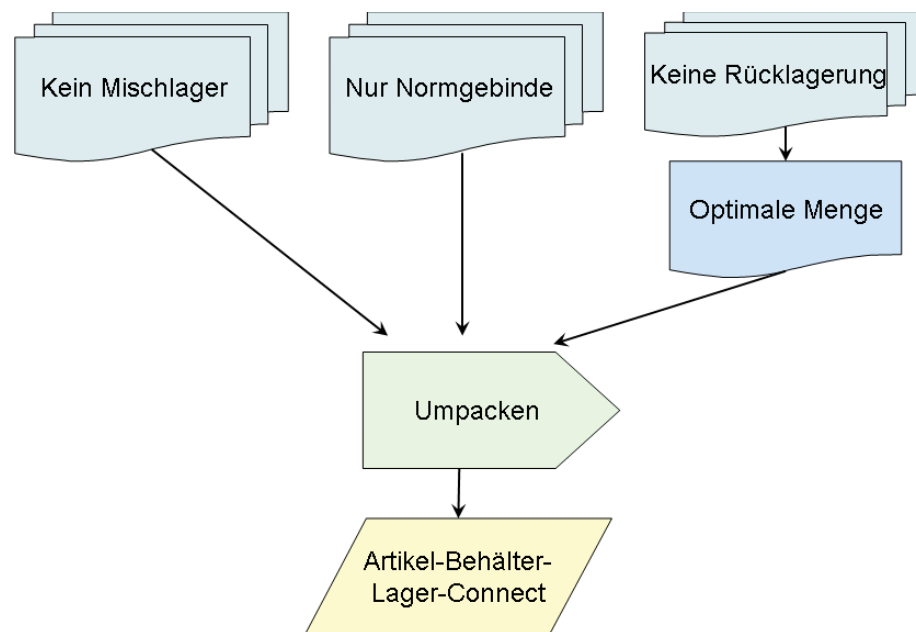 Kein Mischlager
Nur Normgebinde
Keine Rücklagerung
Optimale Menge
Umpacken
Artikel-Behälter-
Lager-Connect